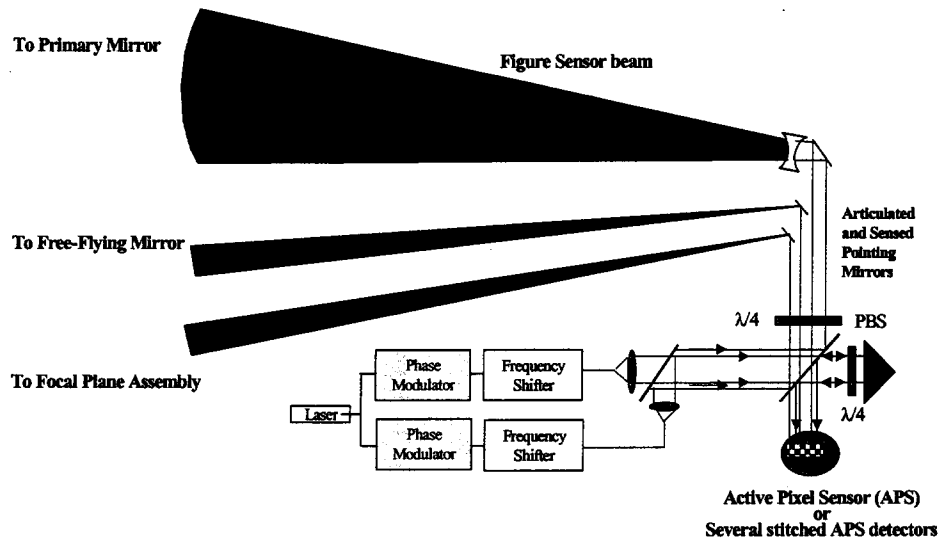 To Primary Mirror
Figure Sensor beam
To Free-Flying Mirror
Articulated
and Sensed
Pointing
Mirrors
λ/4
PBS
To Focal Plane Assembly
Laser
Phase
Modulator
Frequency
Shifter
Phase
Modulator
Frequency
Shifter
λ/4
Active Pixel Sensor (APS)
or
Several stitched APS detectors